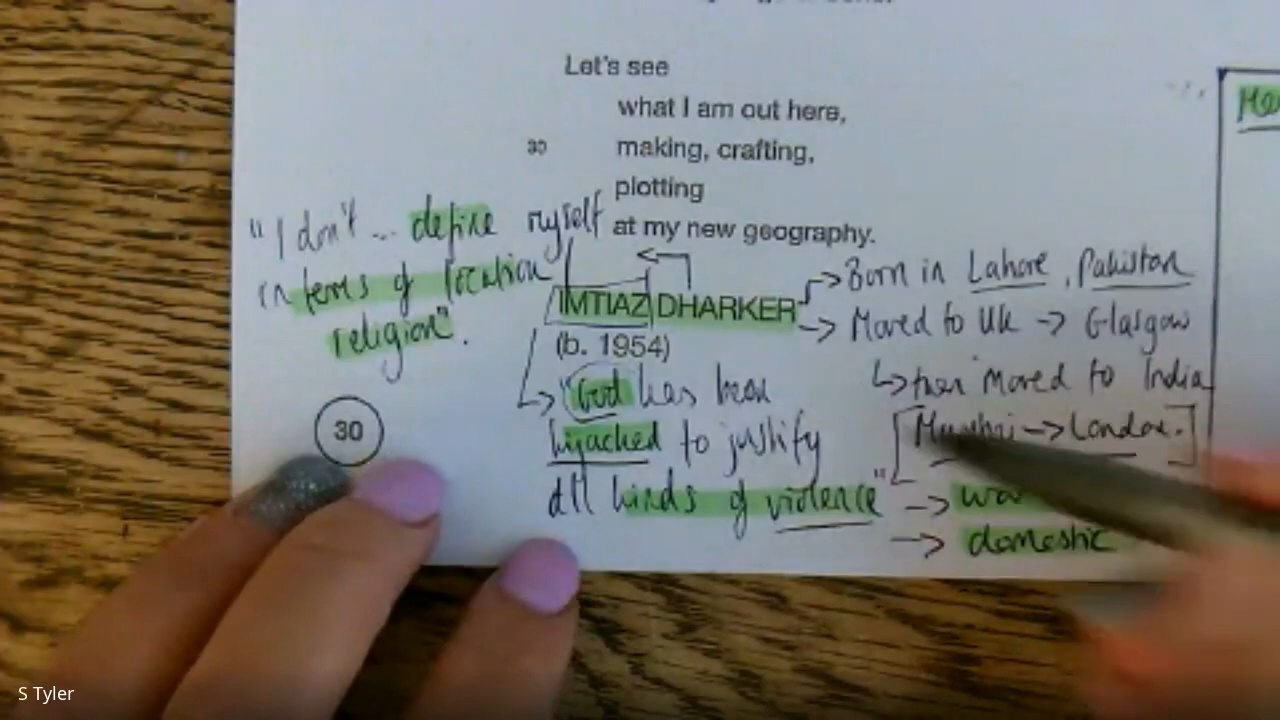 Let's see
what I am out here,
30 making, crafting,
plotting
at my new geography.
"I don't ... define myself
in terms of location
religion".
IMTIAZ DHARKER
(b. 1954)
→ Born in Lahore, Pakistan
→ Moved to UK → Glasgow
↳ then moved to India
[Mumbai → London.]
→ "God has been
hijacked to justify
all kinds of violence"
→ war
→ domestic
30
S Tyler